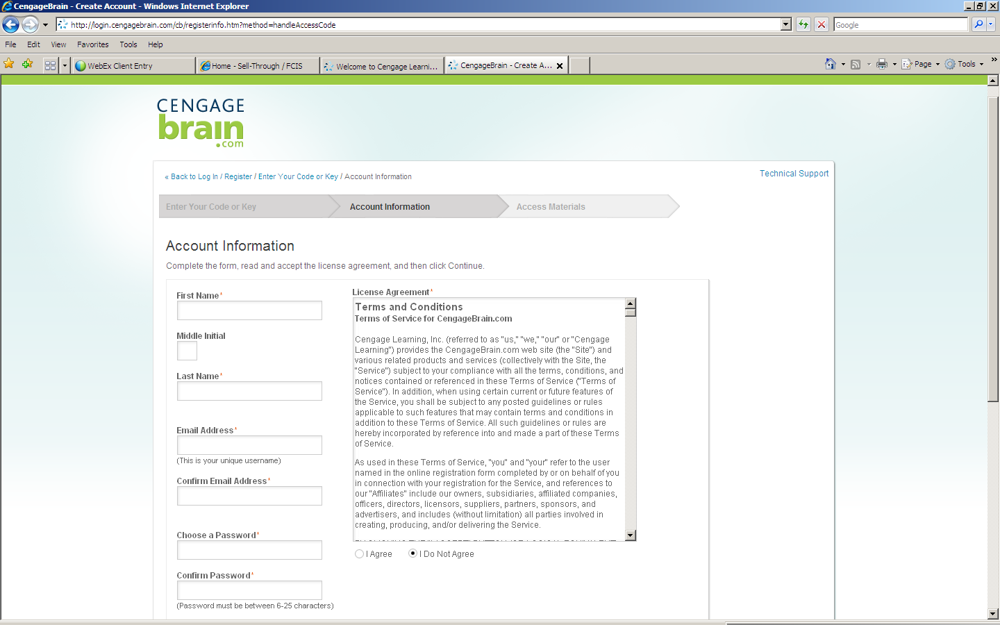 CengageBrain - Create Account - Windows Internet Explorer
http://login.cengagebrain.com/cb/registerinfo.htm?method=handleAccessCode
Google
File Edit View Favorites Tools Help
WebEx Client Entry
Home - Sell-Through / FCIS
Welcome to Cengage Learni...
CengageBrain - Create A...
Page
Tools
CENGAGE
brain
.com
« Back to Log In / Register / Enter Your Code or Key / Account Information
Technical Support
Enter Your Code or Key
Account Information
Access Materials
Account Information
Complete the form, read and accept the license agreement, and then click Continue.
First Name*
Middle Initial
Last Name*
Email Address*
(This is your unique username)
Confirm Email Address*
Choose a Password*
Confirm Password*
(Password must be between 6-25 characters)
License Agreement*
Terms and Conditions
Terms of Service for CengageBrain.com
Cengage Learning, Inc. (referred to as "us," "we," "our" or "Cengage
Learning") provides the CengageBrain.com web site (the "Site") and
various related products and services (collectively with the Site, the
"Service") subject to your compliance with all the terms, conditions, and
notices contained or referenced in these Terms of Service ("Terms of
Service"). In addition, when using certain current or future features of
the Service, you shall be subject to any posted guidelines or rules
applicable to such features that may contain terms and conditions in
addition to these Terms of Service. All such guidelines or rules are
hereby incorporated by reference into and made a part of these Terms
of Service.
As used in these Terms of Service, "you" and "your" refer to the user
named in the online registration form completed by or on behalf of you
in connection with your registration for the Service, and references to
our "Affiliates" include our owners, subsidiaries, affiliated companies,
officers, directors, licensors, suppliers, partners, sponsors, and
advertisers, and includes (without limitation) all parties involved in
creating, producing, and/or delivering the Service.
I Agree
I Do Not Agree